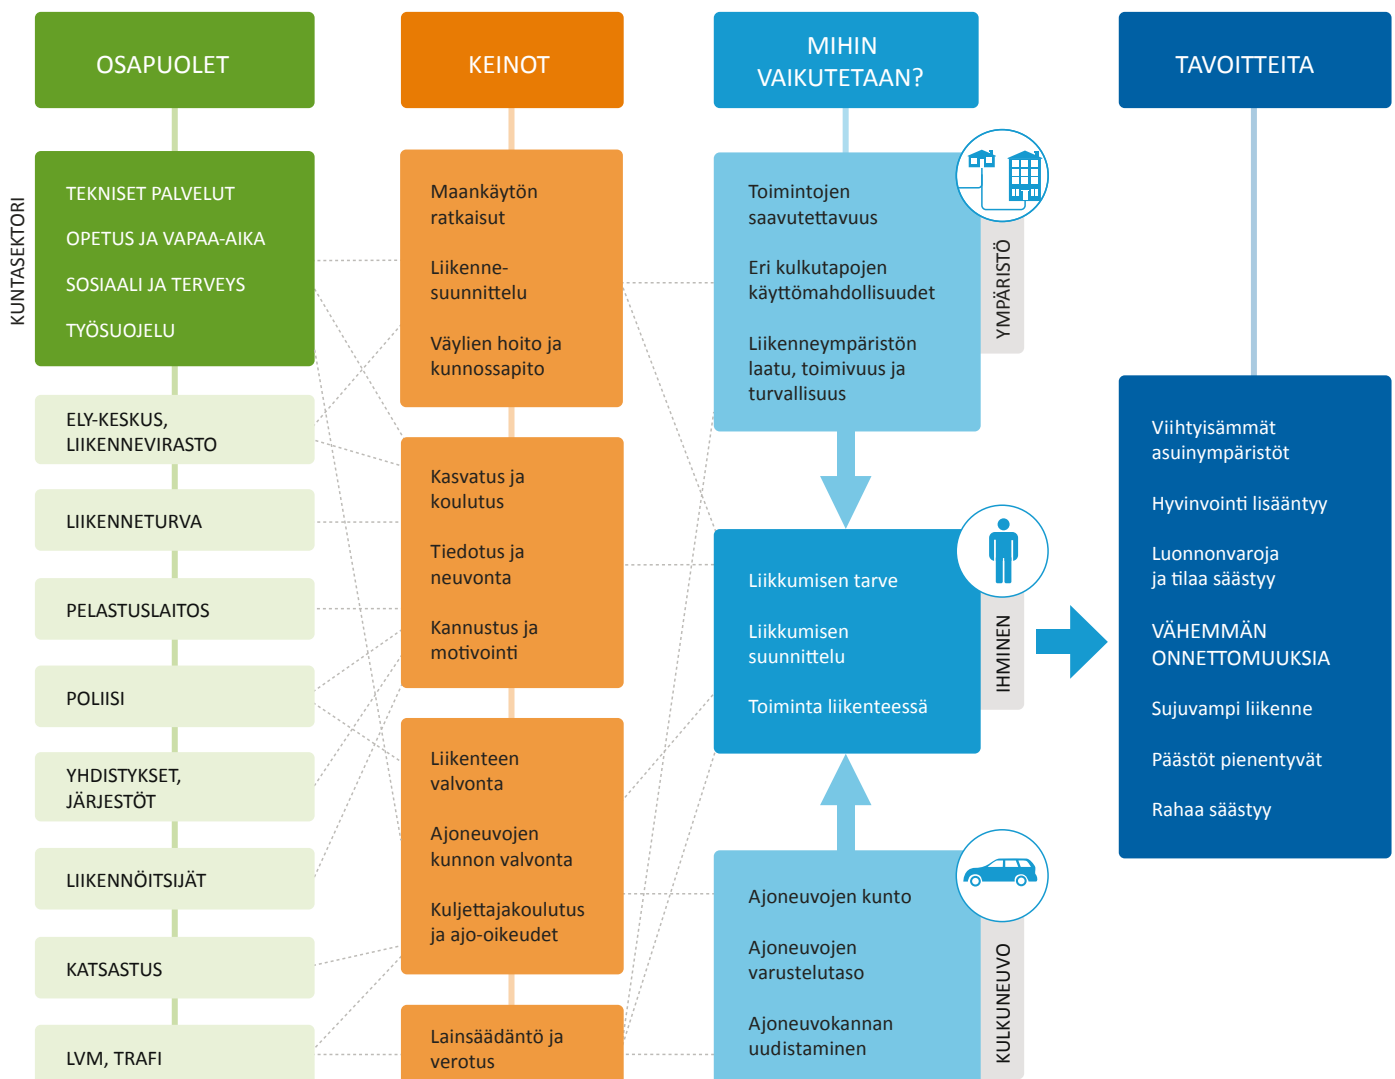 OSAPUOLET
KUNTASEKTORI
TEKNISET PALVELUT
OPETUS JA VAPAA-AIKA
SOSIAALI JA TERVEYS
TYÖSUOJELU
ELY-KESKUS,
LIIKENNEVIRASTO
LIIKENNETURVA
PELASTUSLAITOS
POLIISI
YHDISTYKSET,
JÄRJESTÖT
LIIKENNÖITSIJÄT
KATSASTUS
LVM, TRAFI
KEINOT
Maankäytön
ratkaisut
Liikenne-
suunnittelu
Väylien hoito ja
kunnossapito
Kasvatus ja
koulutus
Tiedotus ja
neuvonta
Kannustus ja
motivointi
Liikenteen
valvonta
Ajoneuvojen
kunnon valvonta
Kuljettajakoulutus
ja ajo-oikeudet
Lainsäädäntö ja
verotus
MIHIN
VAIKUTETAAN?
Toimintojen
saavutettavuus
Eri kulkutapojen
käyttömahdollisuudet
Liikenneympäristön
laatu, toimivuus ja
turvallisuus
YMPÄRISTÖ
Liikkumisen tarve
Liikkumisen
suunnittelu
Toiminta liikenteessä
IHMINEN
Ajoneuvojen kunto
Ajoneuvojen
varustelutaso
Ajoneuvokannan
uudistaminen
KULKUNEUVO
TAVOITTEITA
Viihtyisämmät
asuinympäristöt
Hyvinvointi lisääntyy
Luonnonvaroja
ja tilaa säästyy
VÄHEMMÄN
ONNETTOMUUKSIA
Sujuvampi liikenne
Päästöt pienentyvät
Rahaa säästyy